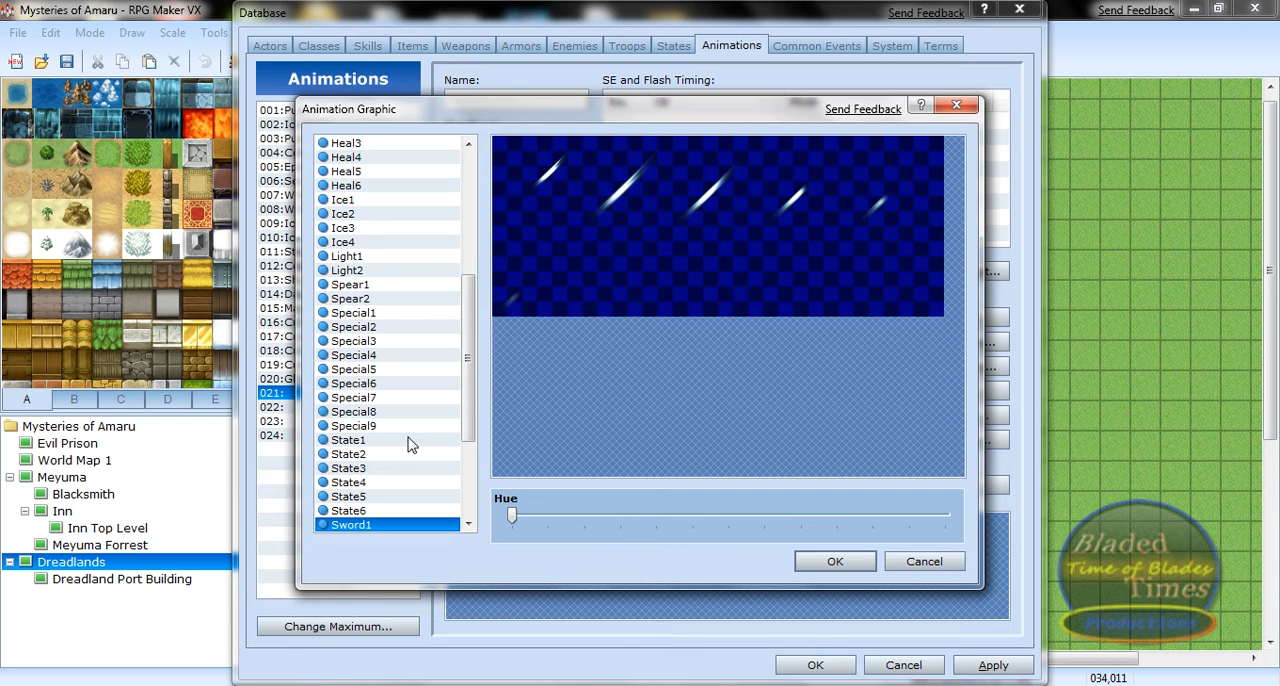 Mysteries of Amaru - RPG Maker VX
Database
Send Feedback
Send Feedback
File Edit Mode Draw Scale Tools
Actors Classes Skills Items Weapons Armors Enemies Troops States Animations Common Events System Terms
Animations
Name:
SE and Flash Timing:
Animation Graphic
Send Feedback
001:P
002:I
003:P
004:C
005:E
006:S
007:W
008:W
009:I
010:I
011:S
012:C
013:S
014:D
015:M
016:C
017:C
018:C
019:C
020:G
021:
022:
023:
024:
Heal3
Heal4
Heal5
Heal6
Ice1
Ice2
Ice3
Ice4
Light1
Light2
Spear1
Spear2
Special1
Special2
Special3
Special4
Special5
Special6
Special7
Special8
Special9
State1
State2
State3
State4
State5
State6
Sword1
Hue
OK
Cancel
A B C D E
Mysteries of Amaru
Evil Prison
World Map 1
Meyuma
Blacksmith
Inn
Inn Top Level
Meyuma Forrest
Dreadlands
Dreadland Port Building
Change Maximum...
OK
Cancel
Apply
Bladed
Time of Blades
Times
Productions
034,011